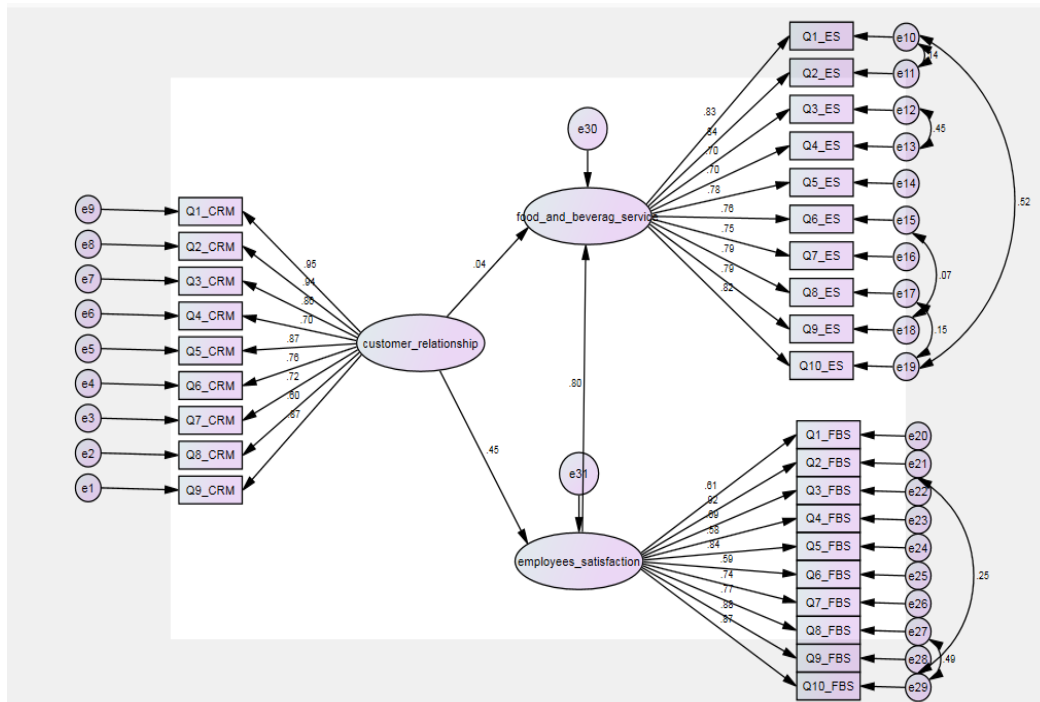 Q1_ES
e10
.14
Q2_ES
e11
Q3_ES
e12
.45
Q4_ES
e13
Q5_ES
e14
Q6_ES
e15
Q7_ES
e16
Q8_ES
e17
.07
Q9_ES
e18
.15
Q10_ES
e19
.52
.83
.84
.70
.70
.78
.76
.75
.79
.79
.82
e30
food_and_beverag_service
e9
Q1_CRM
e8
Q2_CRM
e7
Q3_CRM
e6
Q4_CRM
e5
Q5_CRM
e4
Q6_CRM
e3
Q7_CRM
e2
Q8_CRM
e1
Q9_CRM
.95
.94
.86
.70
.87
.76
.72
.60
.67
customer_relationship
.04
.80
.45
e31
employees_satisfaction
.61
.69
.58
.84
.59
.74
.77
.88
.87
Q1_FBS
e20
Q2_FBS
e21
Q3_FBS
e22
Q4_FBS
e23
Q5_FBS
e24
Q6_FBS
e25
Q7_FBS
e26
Q8_FBS
e27
Q9_FBS
e28
Q10_FBS
e29
.25
.49